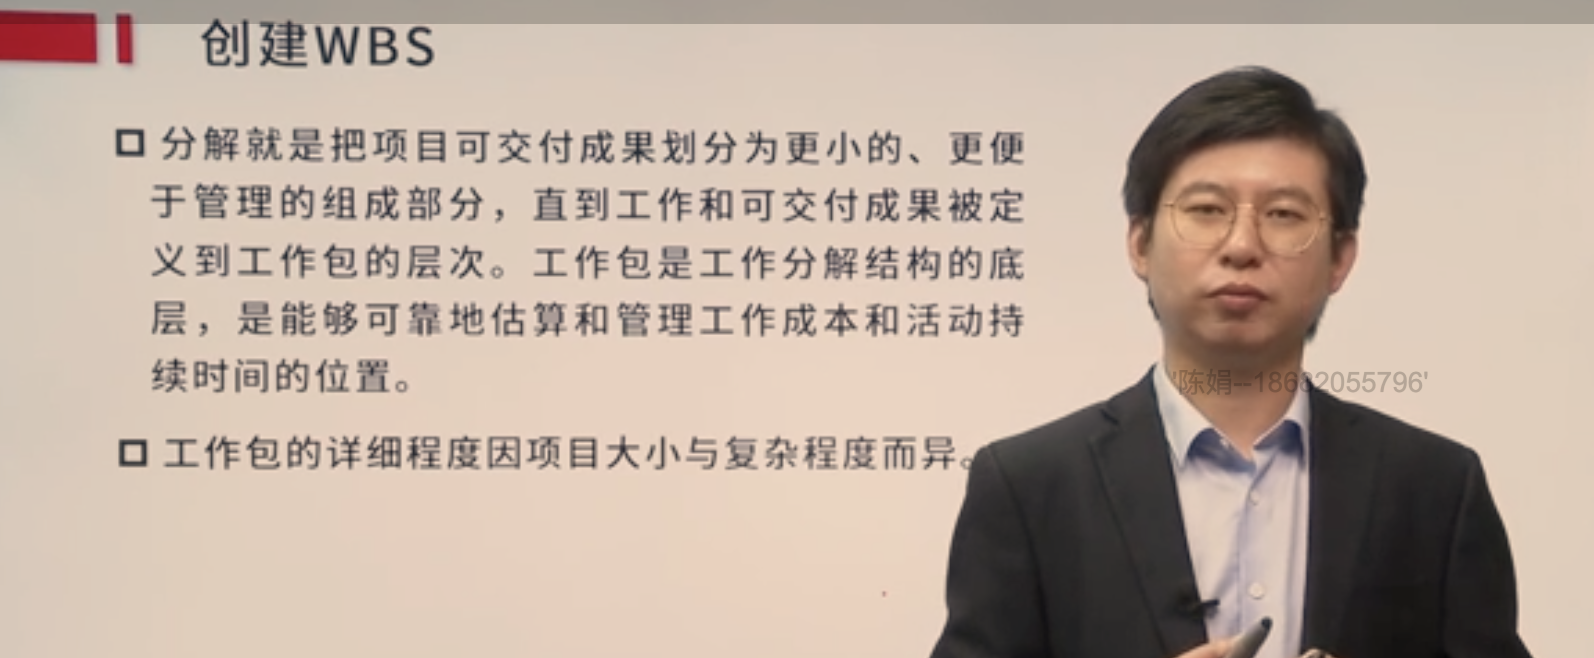 创建WBS
分解就是把项目可交付成果划分为更小的、更便
于管理的组成部分，直到工作和可交付成果被定
义到工作包的层次。工作包是工作分解结构的底
层，是能够可靠地估算和管理工作成本和活动持
续时间的位置。
工作包的详细程度因项目大小与复杂程度而异。
'陈娟--18682055796'